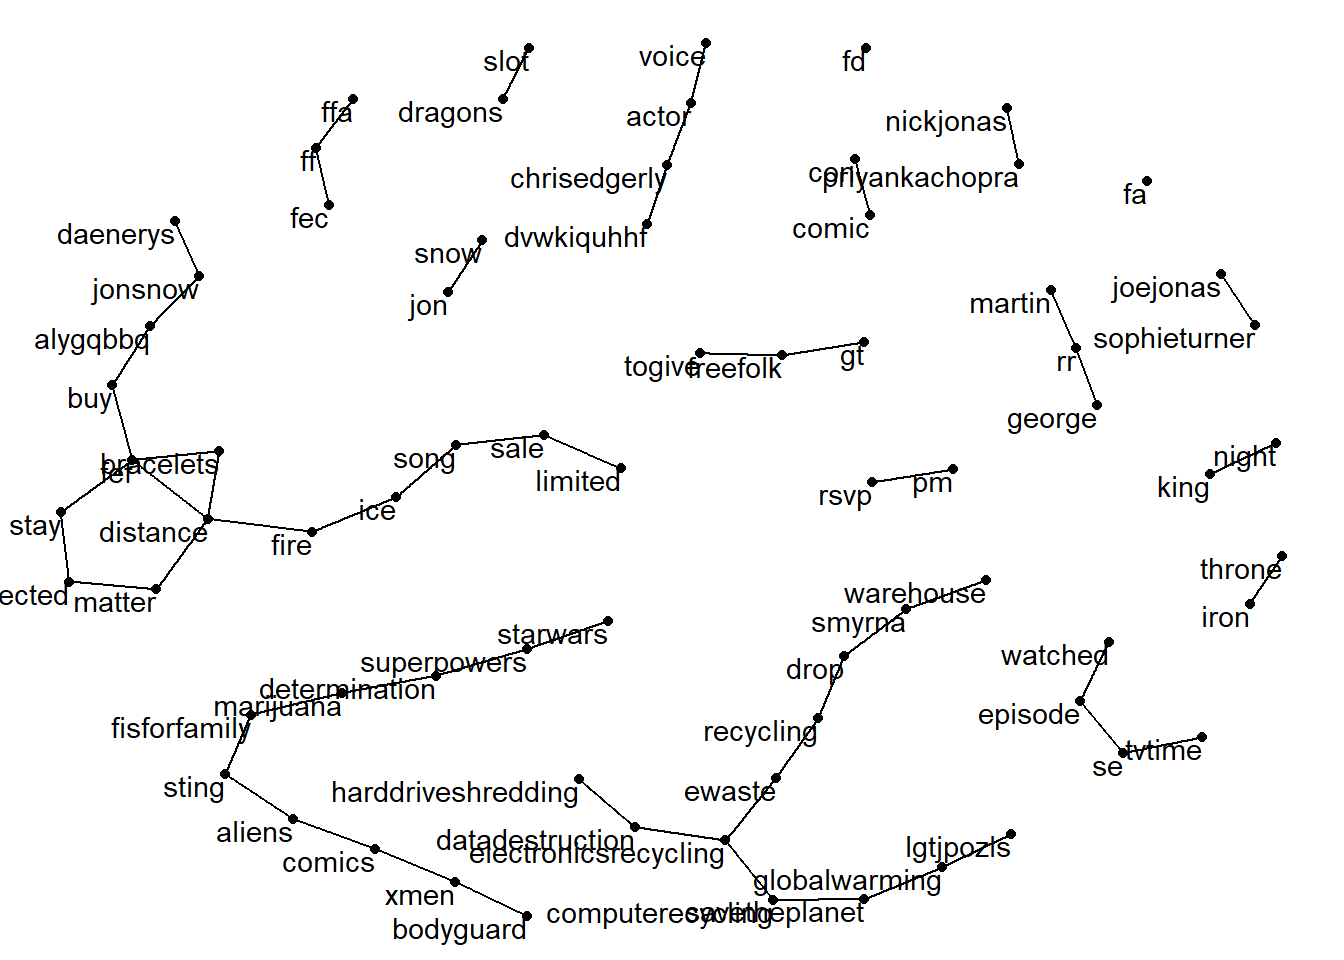 slot
voice
fd
ffa
dragons
actor
nickjonas
ff
chrisedgerly
con
priyankachopra
fa
fec
comic
daenerys
snow
dvwkiquhhf
jonsnow
jon
martin
joejonas
alygqbbq
togive
freefolk
gt
rr
sophieturner
buy
george
bracelets
song
sale
limited
night
king
rsvp
pm
stay
distance
ice
fire
ected
matter
warehouse
smyrna
throne
iron
starwars
superpowers
determination
marijuana
fisforfamily
drop
watched
episode
recycling
se
tvtime
sting
harddriveshredding
ewaste
aliens
datadestruction
electronicsrecycling
lgtjpozls
comics
globalwarming
xmen
computerecycling
savetheplanet
bodyguard